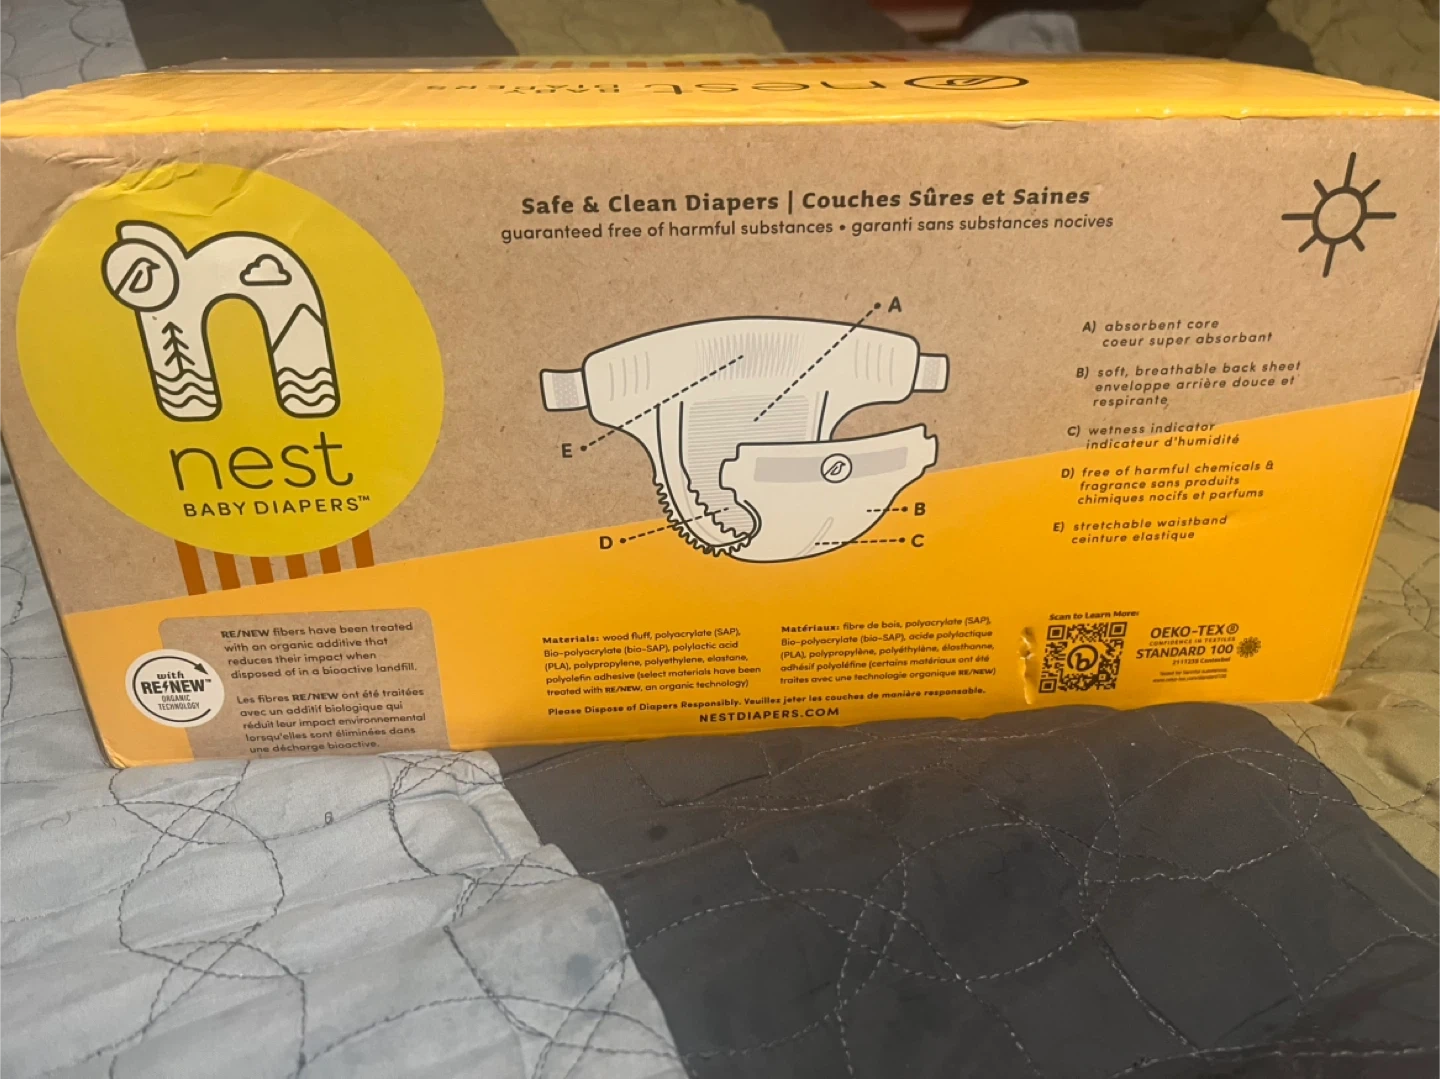 nest BABY DIAPERS
Safe & Clean Diapers | Couches Sûres et Saines
guaranteed free of harmful substances • garanti sans substances nocives
nest
BABY DIAPERS™
A
E
B
D
C
A) absorbent core
coeur super absorbant
B) soft, breathable back sheet
enveloppe arrière douce et
respirante
C) wetness indicator
indicateur d'humidité
D) free of harmful chemicals &
fragrance sans produits
chimiques nocifs et parfums
E) stretchable waistband
ceinture elastique
with
RE/NEW™
ORGANIC
TECHNOLOGY
RE/NEW fibers have been treated
with an organic additive that
reduces their impact when
disposed of in a bioactive landfill.
Les fibres RE/NEW ont été traitées
avec un additif biologique qui
réduit leur impact environnemental
lorsqu'elles sont éliminées dans
une décharge bioactive.
Materials: wood fluff, polyacrylate (SAP),
Bio-polyacrylate (bio-SAP), polylactic acid
(PLA), polypropylene, polyethylene, elastane,
polyolefin adhesive (select materials have been
treated with RE/NEW, an organic technology)
Matériaux: fibre de bois, polyacrylate (SAP),
Bio-polyacrylate (bio-SAP), acide polylactique
(PLA), polypropylène, polyéthylène, élasthanne,
adhésif polyoléfine (certains matériaux ont été
traites avec une technologie organique RE/NEW)
Please Dispose of Diapers Responsibly. Veuillez jeter les couches de manière responsable.
NESTDIAPERS.COM
Scan to Learn More:
OEKO-TEX®
CONFIDENCE IN TEXTILES
STANDARD 100